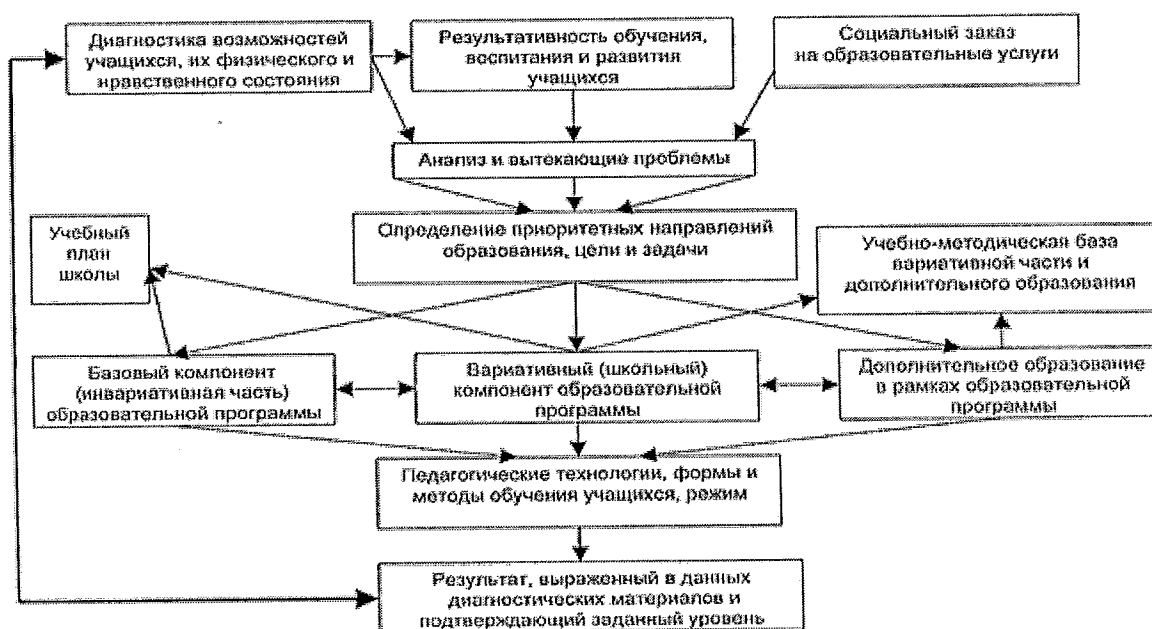 Диагностика возможностей
учащихся, их физического и
нравственного состояния
Результативность обучения,
воспитания и развития
учащихся
Социальный заказ
на образовательные услуги
Анализ и вытекающие проблемы
Определение приоритетных направлений
образования, цели и задачи
Учебный
план
школы
Учебно-методическая база
вариативной части и
дополнительного образования
Базовый компонент
(инвариативная часть)
образовательной программы
Вариативный (школьный)
компонент образовательной
программы
Дополнительное образование
в рамках образовательной
программы
Педагогические технологии, формы и
методы обучения учащихся, режим
Результат, выраженный в данных
диагностических материалов и
подтверждающий заданный уровень